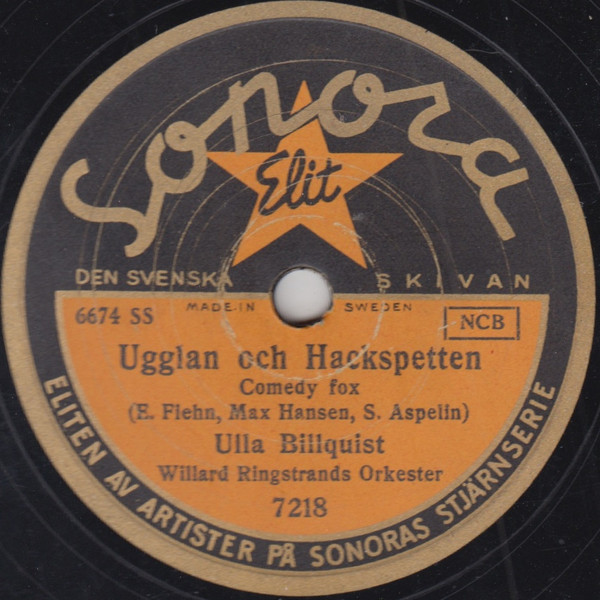 Sonora
Elit
DEN SVENSKA SKIVAN
MADE IN SWEDEN
6674 SS
NCB
Ugglan och Hackspetten
Comedy fox
(E. Flehn, Max Hansen, S. Aspelin)
Ulla Billquist
Willard Ringstrands Orkester
7218
ELITEN AV ARTISTER PÅ SONORAS STJÄRNSERIE